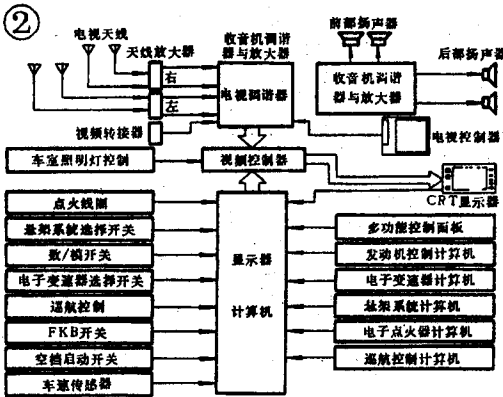 ②
电视天线
天线放大器
收音机调谐
器与放大器
前部扬声器
后部扬声器
右
左
电视调谐器
收音机调谐
器与放大器
视频转接器
电视控制器
车室照明灯控制
视频控制器
CRT显示器
点火线圈
悬架系统选择开关
数/模开关
电子变速器选择开关
巡航控制
FKB开关
空档启动开关
车速传感器
显示器
计算机
多功能控制面板
发动机控制计算机
电子变速器计算机
悬架系统计算机
电子点火器计算机
巡航控制计算机